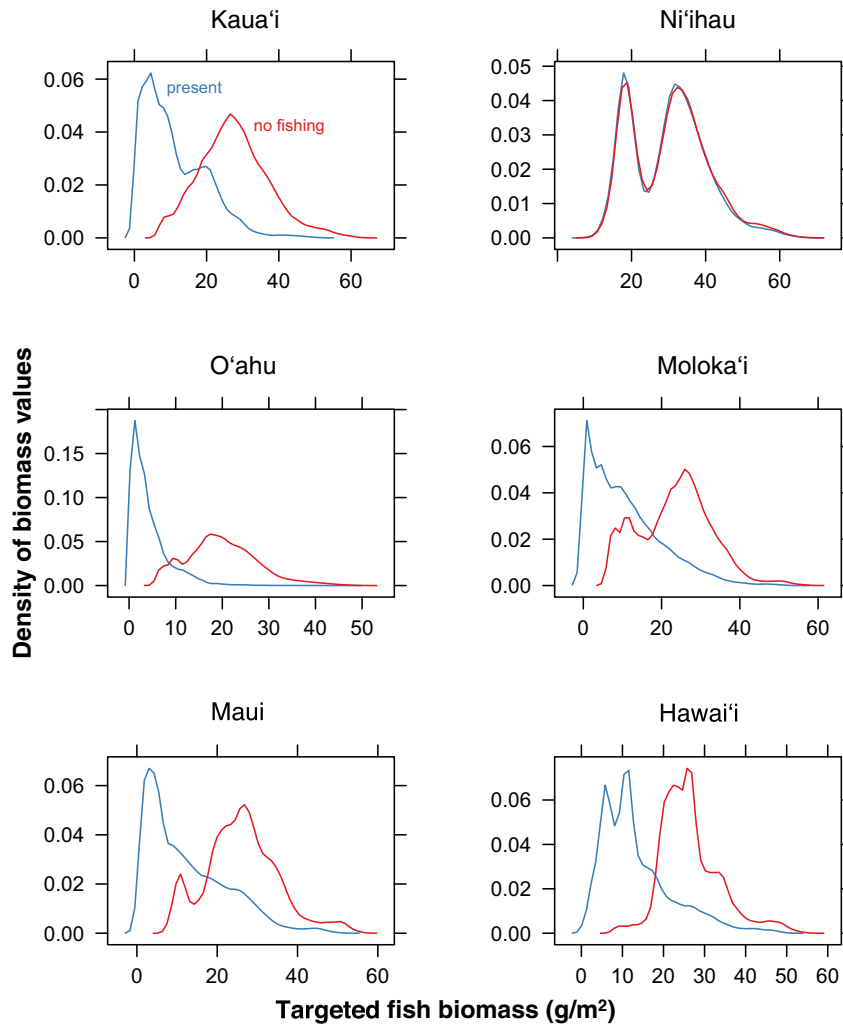 Kauaʻi
0.06
0.04
0.02
0.00
present
no fishing
0 20 40 60
Niʻihau
0.05
0.04
0.03
0.02
0.01
0.00
20 40 60
Oʻahu
0.15
0.10
0.05
0.00
0 10 20 30 40 50
Molokaʻi
0.06
0.04
0.02
0.00
0 20 40 60
Maui
0.06
0.04
0.02
0.00
0 20 40 60
Hawaiʻi
0.06
0.04
0.02
0.00
0 10 20 30 40 50 60
Density of biomass values
Targeted fish biomass (g/m²)